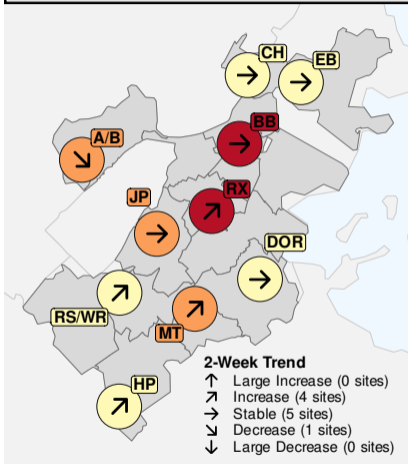 CH
EB
BB
A/B
RX
JP
DOR
RS/WR
MT
HP
2-Week Trend
↑ Large Increase (0 sites)
↗ Increase (4 sites)
→ Stable (5 sites)
↘ Decrease (1 sites)
↓ Large Decrease (0 sites)